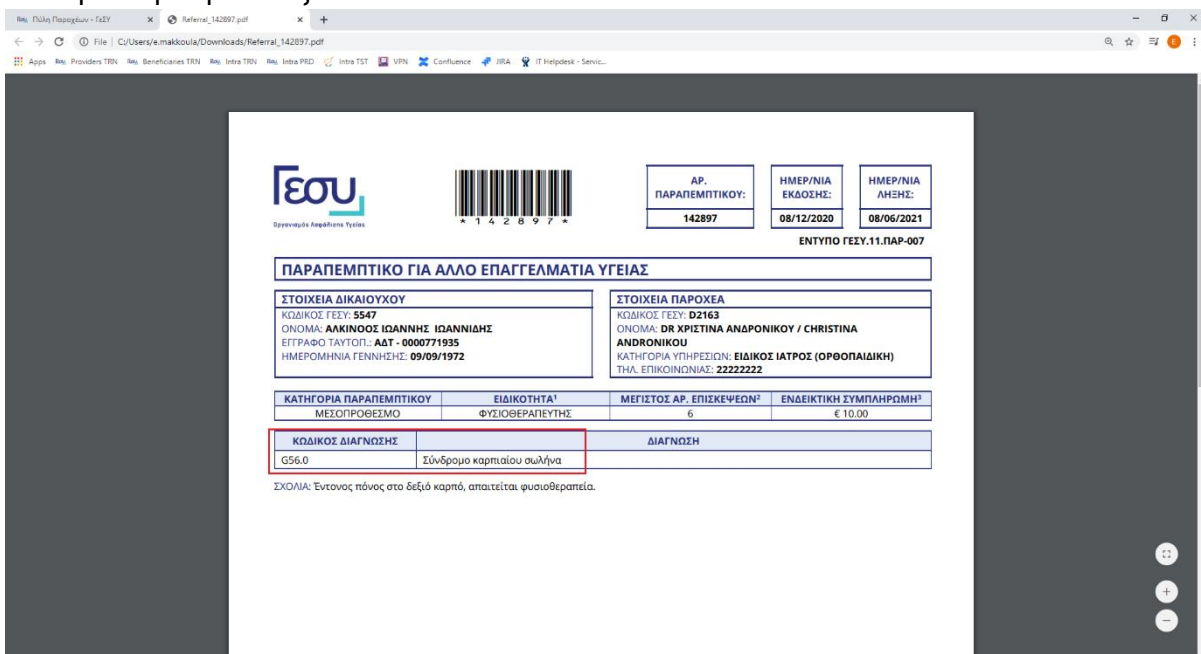 Πύλη Παροχέων - ΓεΣΥ
Referral_142897.pdf
File | C:/Users/e.makkoula/Downloads/Referral_142897.pdf
Apps Providers TRN Beneficiaries TRN Intra TRN Intra PRD Intra TST VPN Confluence JIRA IT Helpdesk - Servic...
Γεσυ
Οργανισμός Ασφάλισης Υγείας
* 1 4 2 8 9 7 *
ΑΡ. ΠΑΡΑΠΕΜΠΤΙΚΟΥ:
142897
ΗΜΕΡ/ΝΙΑ ΕΚΔΟΣΗΣ:
08/12/2020
ΗΜΕΡ/ΝΙΑ ΛΗΞΗΣ:
08/06/2021
ΕΝΤΥΠΟ ΓΕΣΥ.11.ΠΑΡ-007
ΠΑΡΑΠΕΜΠΤΙΚΟ ΓΙΑ ΑΛΛΟ ΕΠΑΓΓΕΛΜΑΤΙΑ ΥΓΕΙΑΣ
ΣΤΟΙΧΕΙΑ ΔΙΚΑΙΟΥΧΟΥ
ΚΩΔΙΚΟΣ ΓΕΣΥ: 5547
ΟΝΟΜΑ: ΑΛΚΙΝΟΟΣ ΙΩΑΝΝΗΣ ΙΩΑΝΝΙΔΗΣ
ΕΓΓΡΑΦΟ ΤΑΥΤΟΠ.: ΑΔΤ - 0000771935
ΗΜΕΡΟΜΗΝΙΑ ΓΕΝΝΗΣΗΣ: 09/09/1972
ΣΤΟΙΧΕΙΑ ΠΑΡΟΧΕΑ
ΚΩΔΙΚΟΣ ΓΕΣΥ: D2163
ΟΝΟΜΑ: DR ΧΡΙΣΤΙΝΑ ΑΝΔΡΟΝΙΚΟΥ / CHRISTINA
ANDRONIKOU
ΚΑΤΗΓΟΡΙΑ ΥΠΗΡΕΣΙΩΝ: ΕΙΔΙΚΟΣ ΙΑΤΡΟΣ (ΟΡΘΟΠΑΙΔΙΚΗ)
ΤΗΛ. ΕΠΙΚΟΙΝΩΝΙΑΣ: 22222222
ΚΑΤΗΓΟΡΙΑ ΠΑΡΑΠΕΜΠΤΙΚΟΥ ΕΙΔΙΚΟΤΗΤΑ¹ ΜΕΓΙΣΤΟΣ ΑΡ. ΕΠΙΣΚΕΨΕΩΝ² ΕΝΔΕΙΚΤΙΚΗ ΣΥΜΠΛΗΡΩΜΗ³
ΜΕΣΟΠΡΟΘΕΣΜΟ ΦΥΣΙΟΘΕΡΑΠΕΥΤΗΣ 6 € 10.00
ΚΩΔΙΚΟΣ ΔΙΑΓΝΩΣΗΣ ΔΙΑΓΝΩΣΗ
G56.0 Σύνδρομο καρπιαίου σωλήνα
ΣΧΟΛΙΑ: Έντονος πόνος στο δεξιό καρπό, απαιτείται φυσιοθεραπεία.